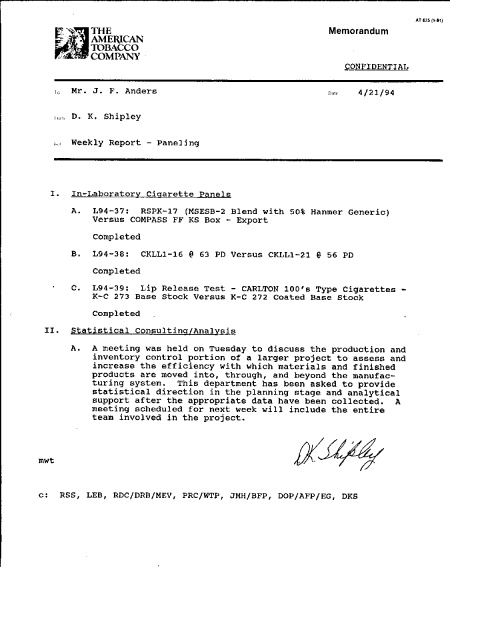 AT 035 (9-91)
THE
AMERICAN
TOBACCO
COMPANY
Memorandum
CONFIDENTIAL
To Mr. J. F. Anders Date 4/21/94
From D. K. Shipley
Weekly Report - Paneling
I. In-Laboratory Cigarette Panels
A. L94-37: RSPK-17 (MSESB-2 Blend with 50% Hanmer Generic)
Versus COMPASS FF KS Box - Export
Completed
B. L94-38: CKLL1-16 @ 63 PD Versus CKLL1-21 @ 56 PD
Completed
C. L94-39: Lip Release Test - CARLTON 100's Type Cigarettes -
K-C 273 Base Stock Versus K-C 272 Coated Base Stock
Completed
II. Statistical Consulting/Analysis
A. A meeting was held on Tuesday to discuss the production and
inventory control portion of a larger project to assess and
increase the efficiency with which materials and finished
products are moved into, through, and beyond the manufac-
turing system. This department has been asked to provide
statistical direction in the planning stage and analytical
support after the appropriate data have been collected. A
meeting scheduled for next week will include the entire
team involved in the project.
DK Shipley
mwt
c: RSS, LEB, RDC/DRB/MEV, PRC/WTP, JMH/BFP, DOP/AFP/EG, DKS